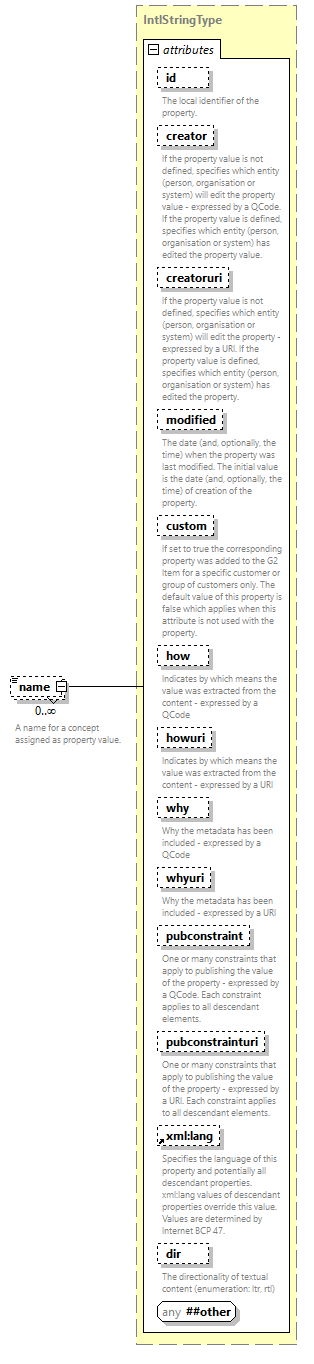 IntlStringType
attributes
id
The local identifier of the
property.
creator
If the property value is not
defined, specifies which entity
(person, organisation or
system) will edit the property
value - expressed by a QCode.
If the property value is defined,
specifies which entity (person,
organisation or system) has
edited the property value.
creatoruri
If the property value is not
defined, specifies which entity
(person, organisation or
system) will edit the property -
expressed by a URI. If the
property value is defined,
specifies which entity (person,
organisation or system) has
edited the property.
modified
The date (and, optionally, the
time) when the property was
last modified. The initial value
is the date (and, optionally, the
time) of creation of the
property.
custom
If set to true the corresponding
property was added to the G2
Item for a specific customer or
group of customers only. The
default value of this property is
false which applies when this
attribute is not used with the
property.
how
Indicates by which means the
value was extracted from the
content - expressed by a
QCode
name
0..∞
A name for a concept
assigned as property value.
howuri
Indicates by which means the
value was extracted from the
content - expressed by a URI
why
Why the metadata has been
included - expressed by a
QCode
whyuri
Why the metadata has been
included - expressed by a URI
pubconstraint
One or many constraints that
apply to publishing the value
of the property - expressed by
a QCode. Each constraint
applies to all descendant
elements.
pubconstrainturi
One or many constraints that
apply to publishing the value
of the property - expressed by
a URI. Each constraint applies
to all descendant elements.
xml:lang
Specifies the language of this
property and potentially all
descendant properties.
xml:lang values of descendant
properties override this value.
Values are determined by
Internet BCP 47.
dir
The directionality of textual
content (enumeration: ltr, rtl)
any ##other